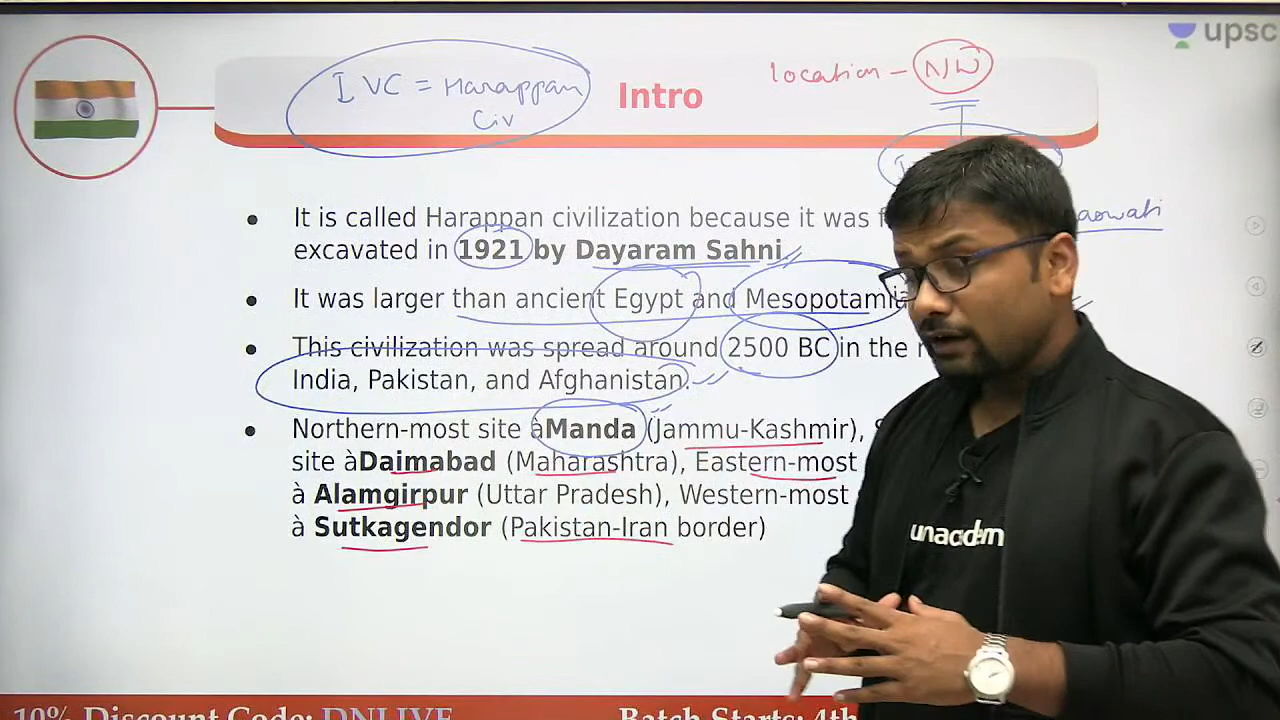 upsc
location - NW
I VC = Harappan
Civ
Intro
It is called Harappan civilization because it was
excavated in 1921 by Dayaram Sahni.
It was larger than ancient Egypt and Mesopotamia
This civilization was spread around 2500 BC in the
India, Pakistan, and Afghanistan.
Northern-most site àManda (Jammu-Kashmir),
site àDaimabad (Maharashtra), Eastern-most
à Alamgirpur (Uttar Pradesh), Western-most
à Sutkagendor (Pakistan-Iran border)
unacadem
10% Discount Code: DNLIVE
Batch Starts: 4th